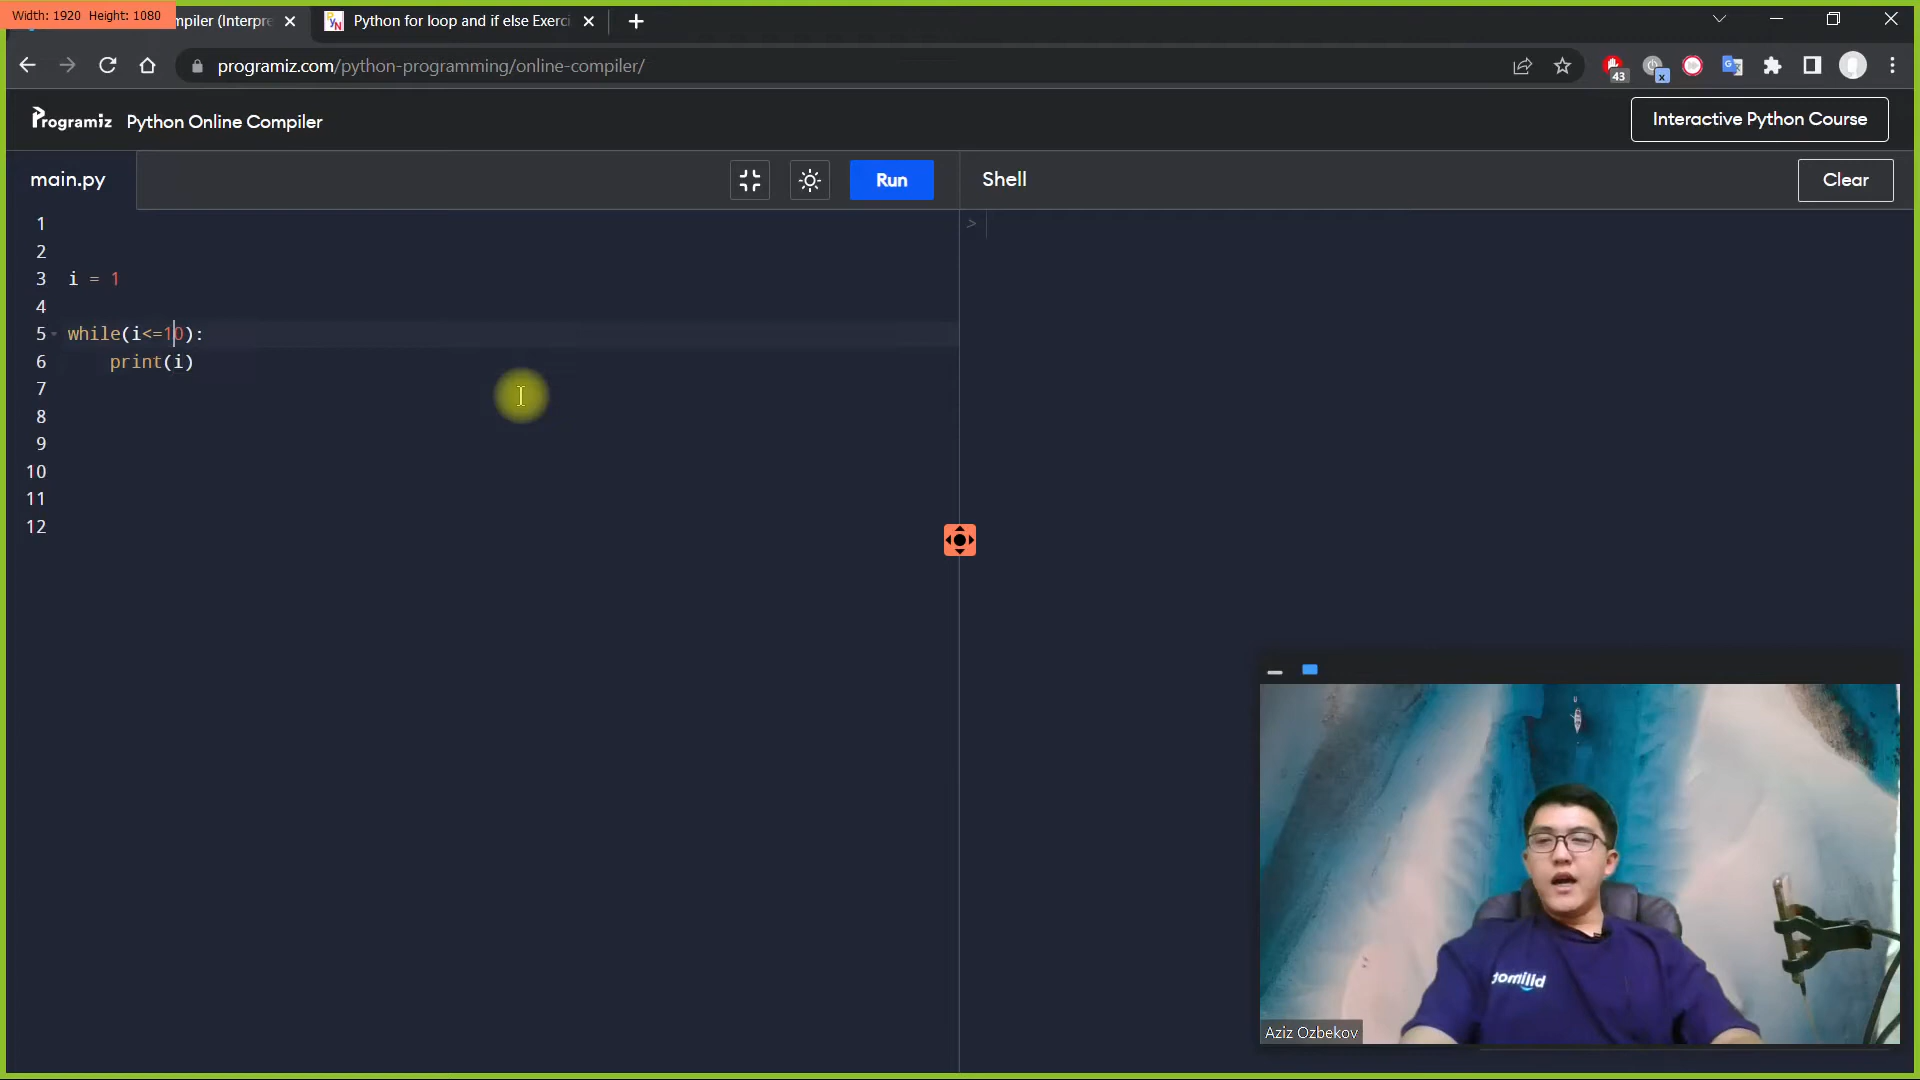 Width: 1920 Height: 1080
mpiler (Interpre
Python for loop and if else Exerci
programiz.com/python-programming/online-compiler/
43
x
Programiz
Python Online Compiler
Interactive Python Course
main.py
Run
Shell
Clear
1
2
3 i = 1
4
5 while(i<=10):
6 print(i)
7
8
9
10
11
12
>
gomilid
Aziz Ozbekov